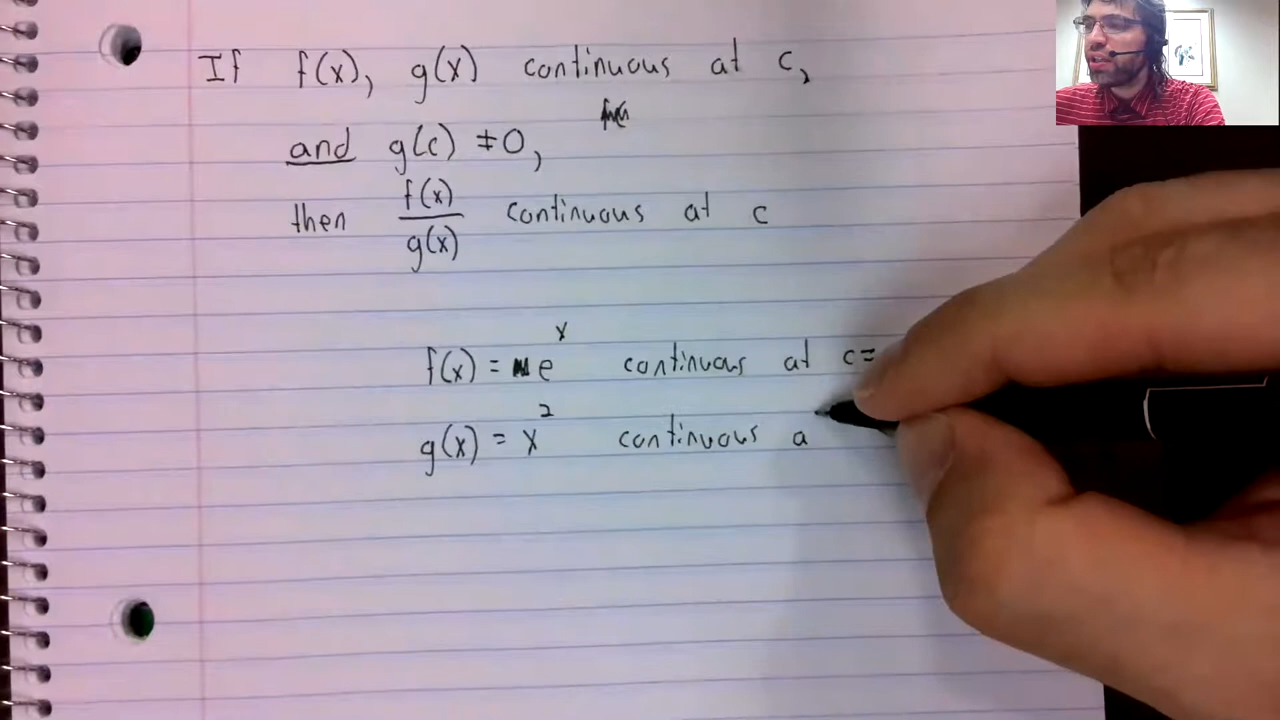 If f(x), g(x) continuous at c,
and g(c) ≠ 0,
then f(x)/g(x) continuous at c
f(x) = e^x continuous at c=
g(x) = x^2 continuous a